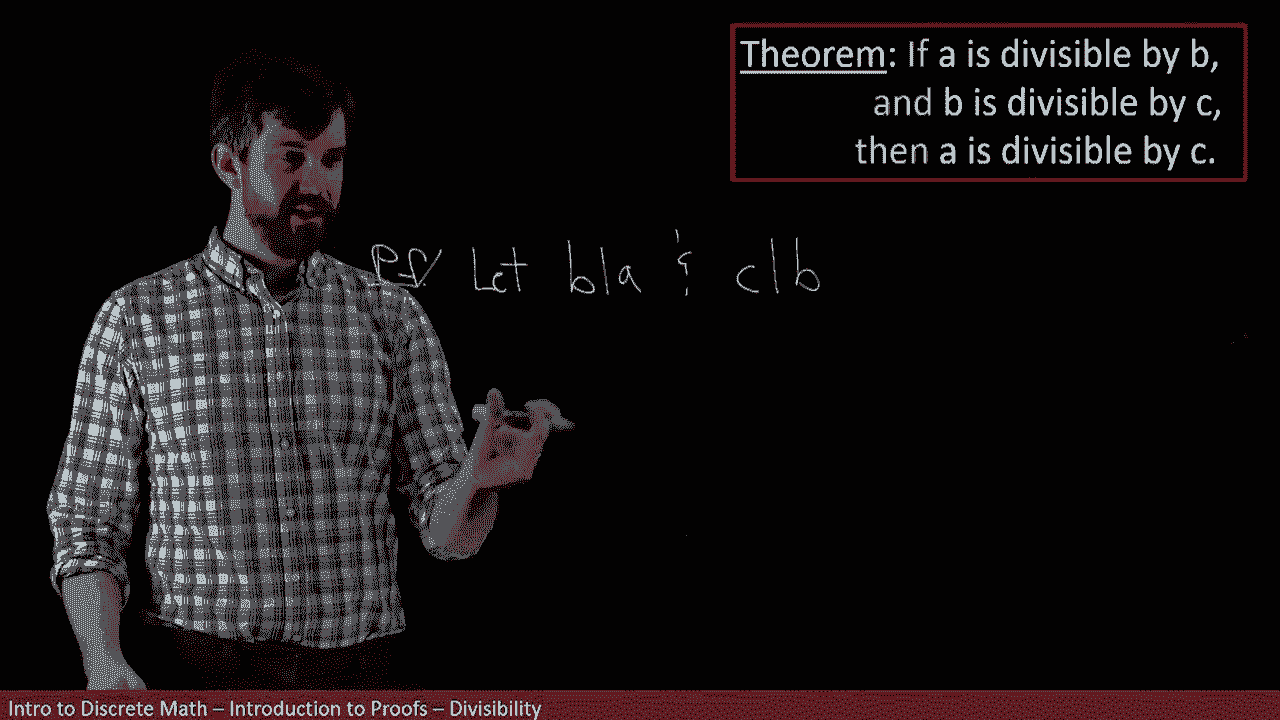 Theorem: If a is divisible by b,
and b is divisible by c,
then a is divisible by c.
Pf. Let b|a & c|b
Intro to Discrete Math – Introduction to Proofs – Divisibility